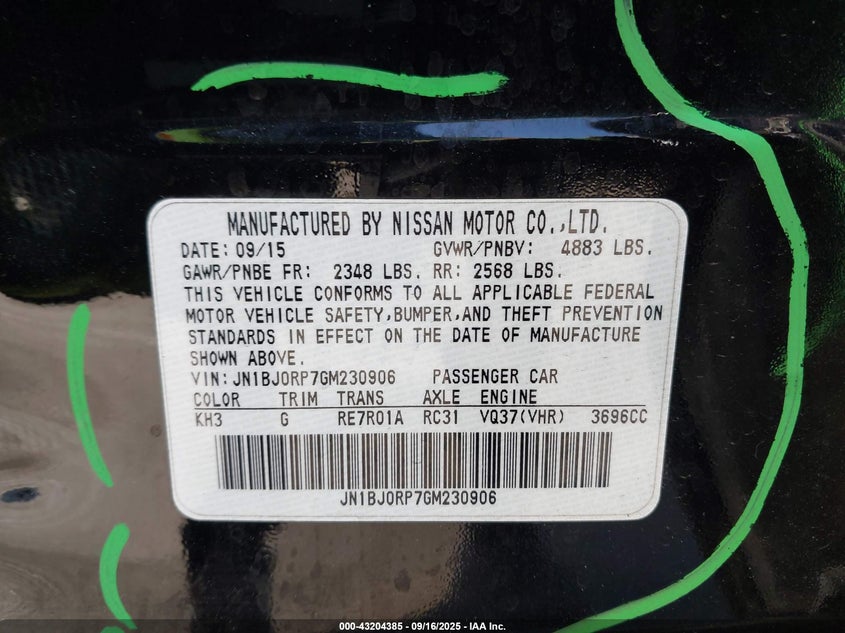 MANUFACTURED BY NISSAN MOTOR CO.,LTD.
DATE: 09/15 GVWR/PNBV: 4883 LBS.
GAWR/PNBE FR: 2348 LBS. RR: 2568 LBS.
THIS VEHICLE CONFORMS TO ALL APPLICABLE FEDERAL
MOTOR VEHICLE SAFETY,BUMPER,AND THEFT PREVENTION
STANDARDS IN EFFECT ON THE DATE OF MANUFACTURE
SHOWN ABOVE.
VIN: JN1BJ0RP7GM230906 PASSENGER CAR
COLOR TRIM TRANS AXLE ENGINE
KH3 G RE7R01A RC31 VQ37(VHR) 3696CC
JN1BJ0RP7GM230906
000-43204385 - 09/16/2025 - IAA Inc.